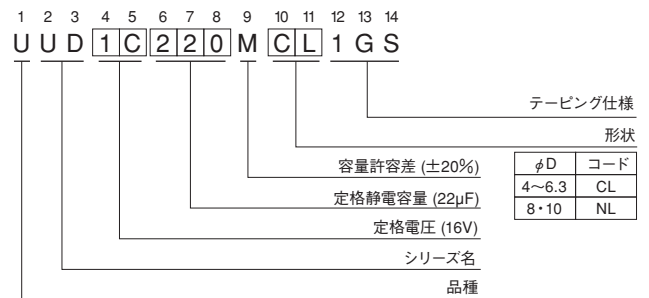 1 2 3 4 5 6 7 8 9 10 11 12 13 14
U U D 1 C 2 2 0 M C L 1 G S
テーピング仕様
形状
容量許容差 (±20%)
φD コード
4～6.3 CL
定格静電容量 (22µF)
8・10 NL
定格電圧 (16V)
シリーズ名
品種